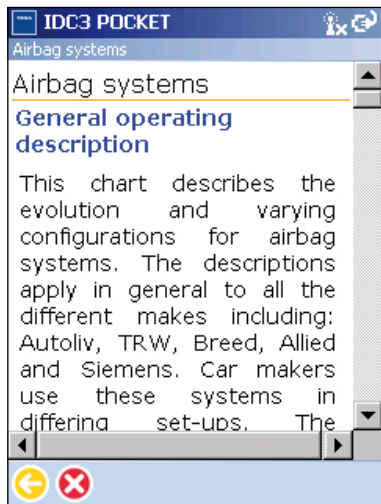 IDC3 POCKET
Airbag systems
Airbag systems
General operating
description
This chart describes the
evolution and varying
configurations for airbag
systems. The descriptions
apply in general to all the
different makes including:
Autoliv, TRW, Breed, Allied
and Siemens. Car makers
use these systems in
differing set-ups. The